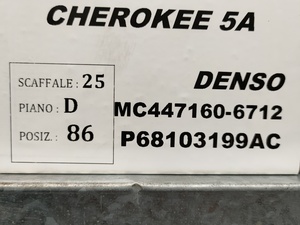 CHEROKEE 5A
SCAFFALE : 25
PIANO : D
POSIZ. : 86
DENSO
MC447160-6712
P68103199AC